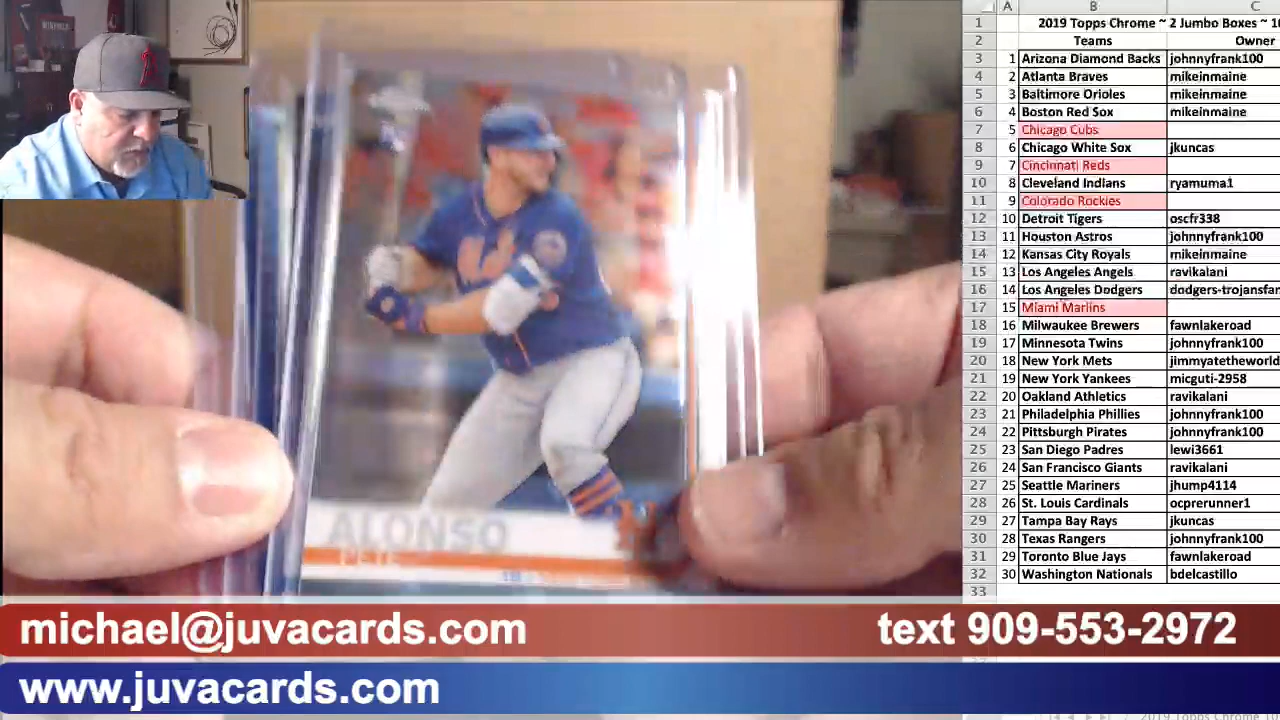 PETE
A B C
1 2019 Topps Chrome ~ 2 Jumbo Boxes ~
2 Teams Owner
3 1 Arizona Diamond Backs johnnyfrank100
4 2 Atlanta Braves mikeinmaine
5 3 Baltimore Orioles mikeinmaine
6 4 Boston Red Sox mikeinmaine
7 5 Chicago Cubs
8 6 Chicago White Sox jkuncas
9 7 Cincinnati Reds
10 8 Cleveland Indians ryamuma1
11 9 Colorado Rockies
12 10 Detroit Tigers oscfr338
13 11 Houston Astros johnnyfrank100
14 12 Kansas City Royals mikeinmaine
15 13 Los Angeles Angels ravikalani
16 14 Los Angeles Dodgers dodgers-trojansfan
17 15 Miami Marlins
18 16 Milwaukee Brewers fawnlakeroad
19 17 Minnesota Twins johnnyfrank100
20 18 New York Mets jimmyatetheworld
21 19 New York Yankees micguti-2958
22 20 Oakland Athletics ravikalani
23 21 Philadelphia Phillies johnnyfrank100
24 22 Pittsburgh Pirates johnnyfrank100
25 23 San Diego Padres lewi3661
26 24 San Francisco Giants ravikalani
27 25 Seattle Mariners jhump4114
28 26 St. Louis Cardinals ocprerunner1
29 27 Tampa Bay Rays jkuncas
30 28 Texas Rangers johnnyfrank100
31 29 Toronto Blue Jays fawnlakeroad
32 30 Washington Nationals bdelcastillo
33
michael@juvacards.com text 909-553-2972
www.juvacards.com